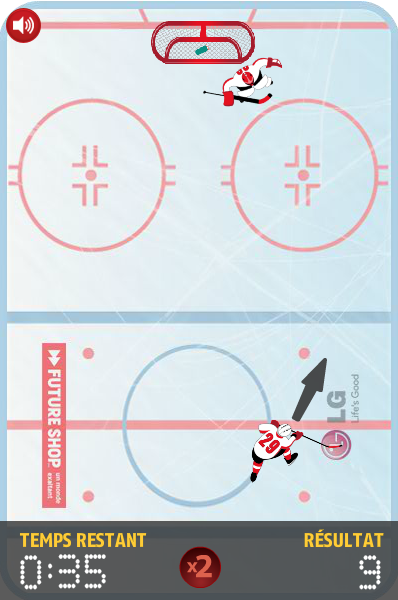 FUTURE SHOP
un monde
exaltant
LG
Life's Good
29
TEMPS RESTANT
RÉSULTAT
0:35
x2
9